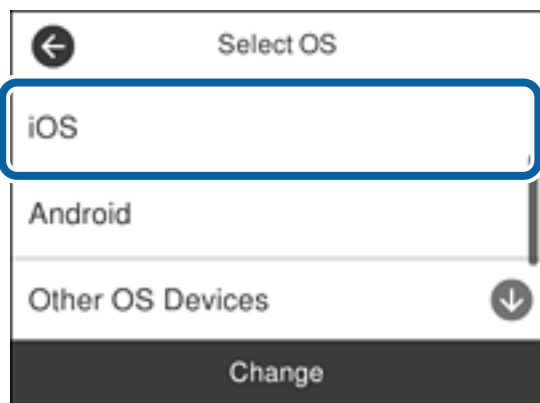 Select OS
iOS
Android
Other OS Devices
Change